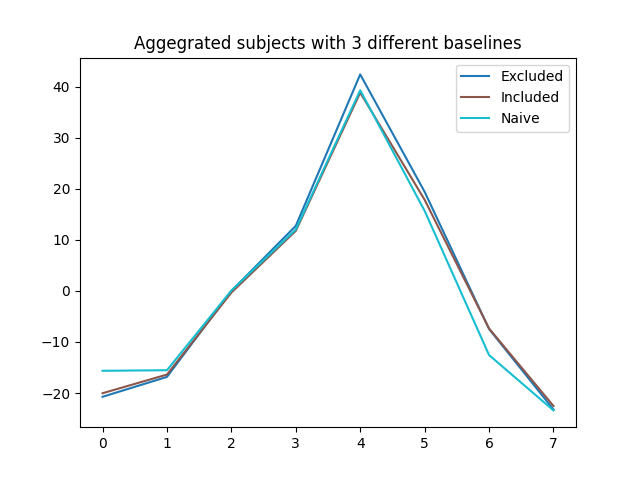 Aggegrated subjects with 3 different baselines
Excluded
Included
Naive
40
30
20
10
0
−10
−20
0 1 2 3 4 5 6 7